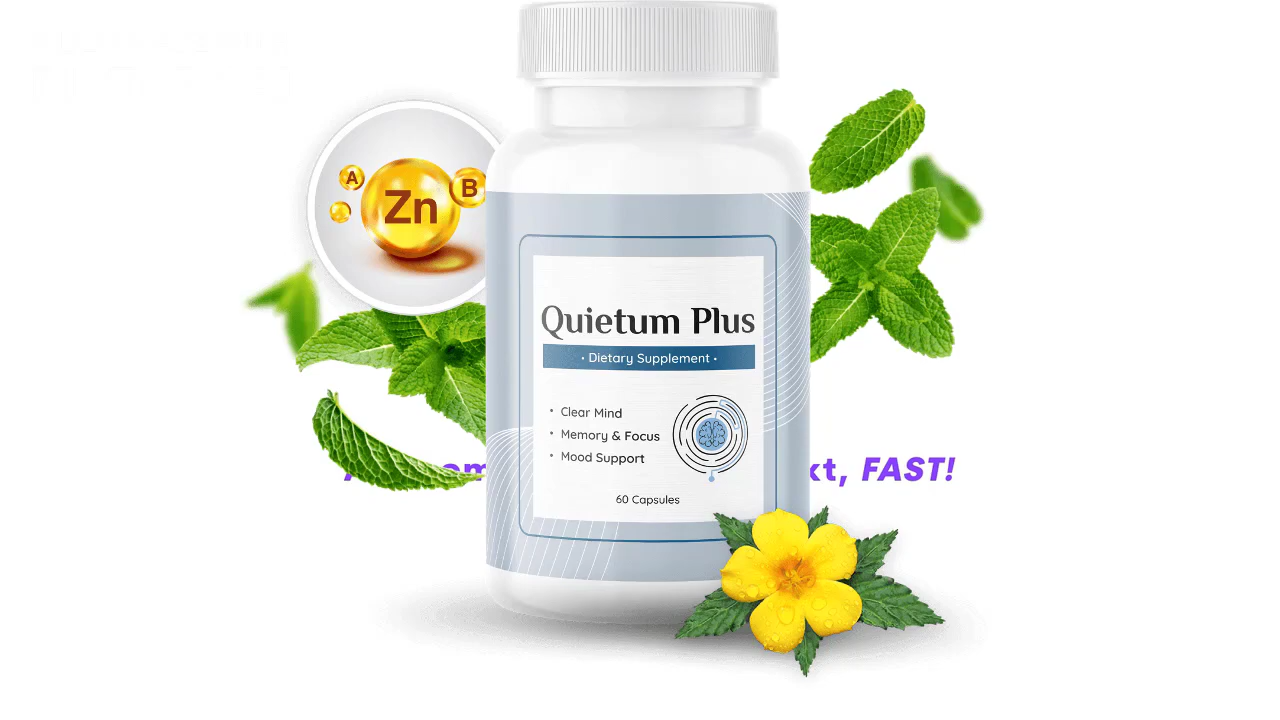 A
Zn
B
Quietum Plus
· Dietary Supplement ·
• Clear Mind
• Memory & Focus
• Mood Support
FAST!
60 Capsules